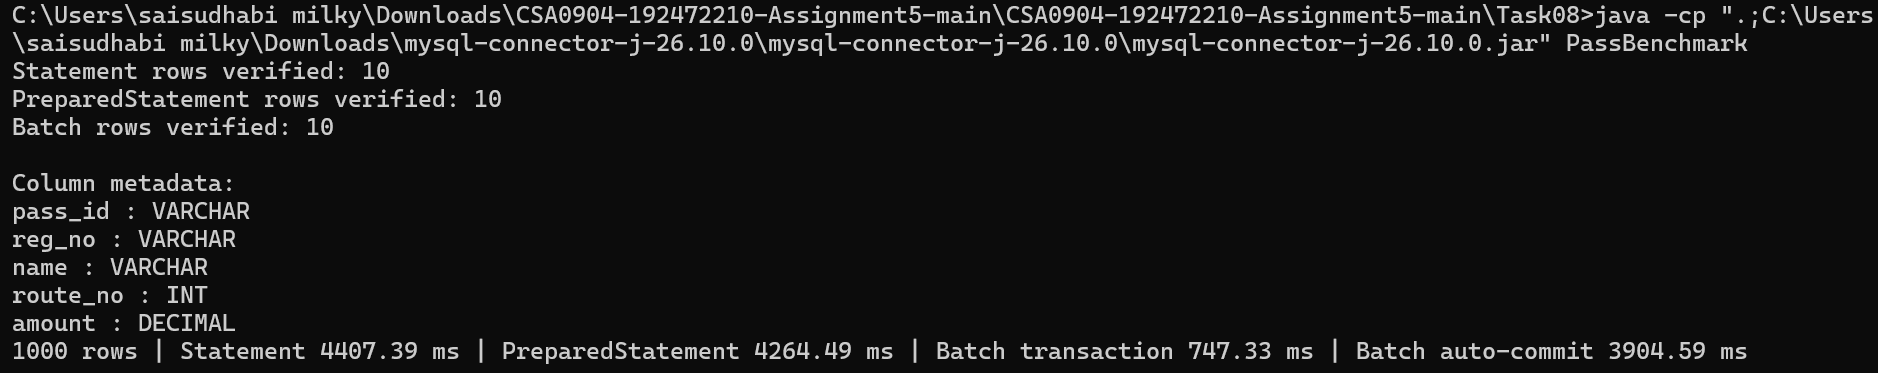 C:\Users\saisudhabi milky\Downloads\CSA0904-192472210-Assignment5-main\CSA0904-192472210-Assignment5-main\Task08>java -cp ".;C:\Users
\saisudhabi milky\Downloads\mysql-connector-j-26.10.0\mysql-connector-j-26.10.0\mysql-connector-j-26.10.0.jar" PassBenchmark
Statement rows verified: 10
PreparedStatement rows verified: 10
Batch rows verified: 10
Column metadata:
pass_id : VARCHAR
reg_no : VARCHAR
name : VARCHAR
route_no : INT
amount : DECIMAL
1000 rows | Statement 4407.39 ms | PreparedStatement 4264.49 ms | Batch transaction 747.33 ms | Batch auto-commit 3904.59 ms